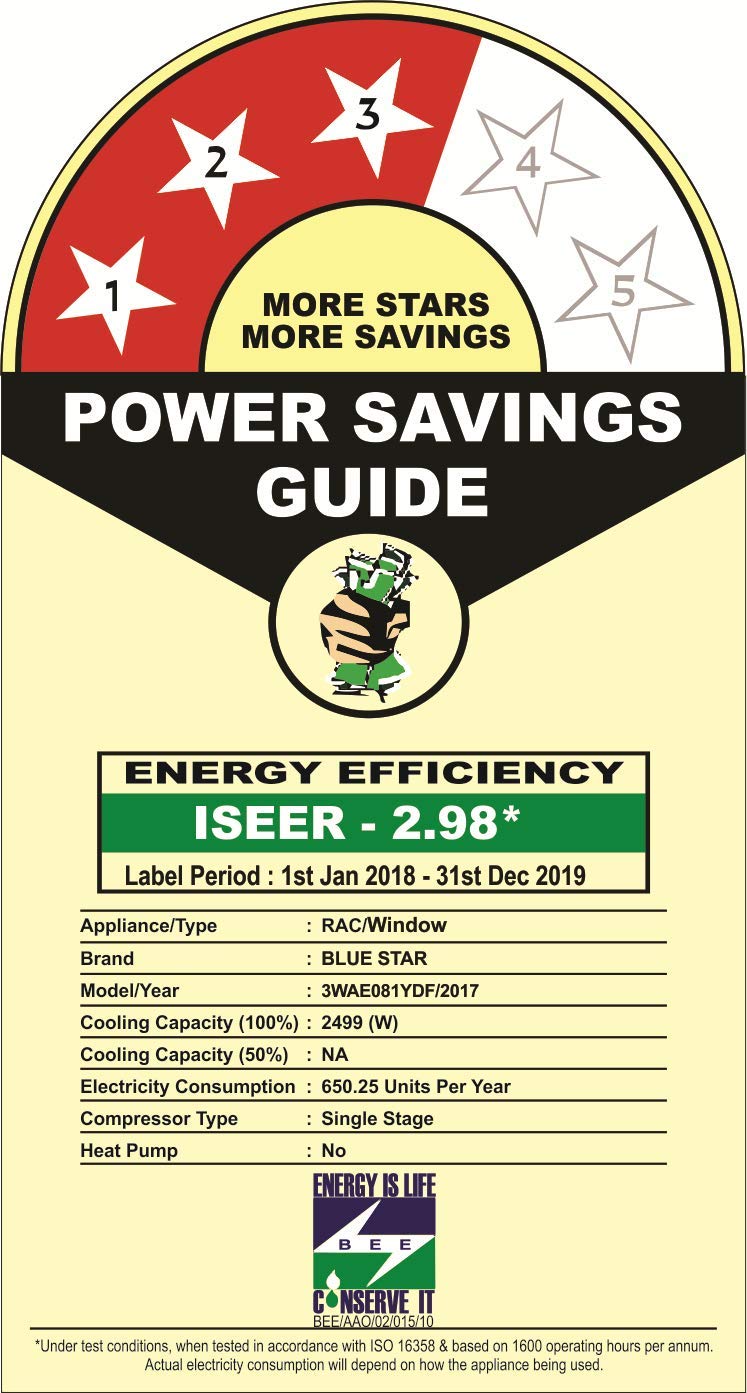 1
2
3
4
5
MORE STARS
MORE SAVINGS
POWER SAVINGS
GUIDE
ENERGY EFFICIENCY
ISEER - 2.98*
Label Period : 1st Jan 2018 - 31st Dec 2019
Appliance/Type : RAC/Window
Brand : BLUE STAR
Model/Year : 3WAE081YDF/2017
Cooling Capacity (100%) : 2499 (W)
Cooling Capacity (50%) : NA
Electricity Consumption : 650.25 Units Per Year
Compressor Type : Single Stage
Heat Pump : No
ENERGY IS LIFE
BEE
CONSERVE IT
BEE/AAO/02/015/10
*Under test conditions, when tested in accordance with ISO 16358 & based on 1600 operating hours per annum.
Actual electricity consumption will depend on how the appliance being used.